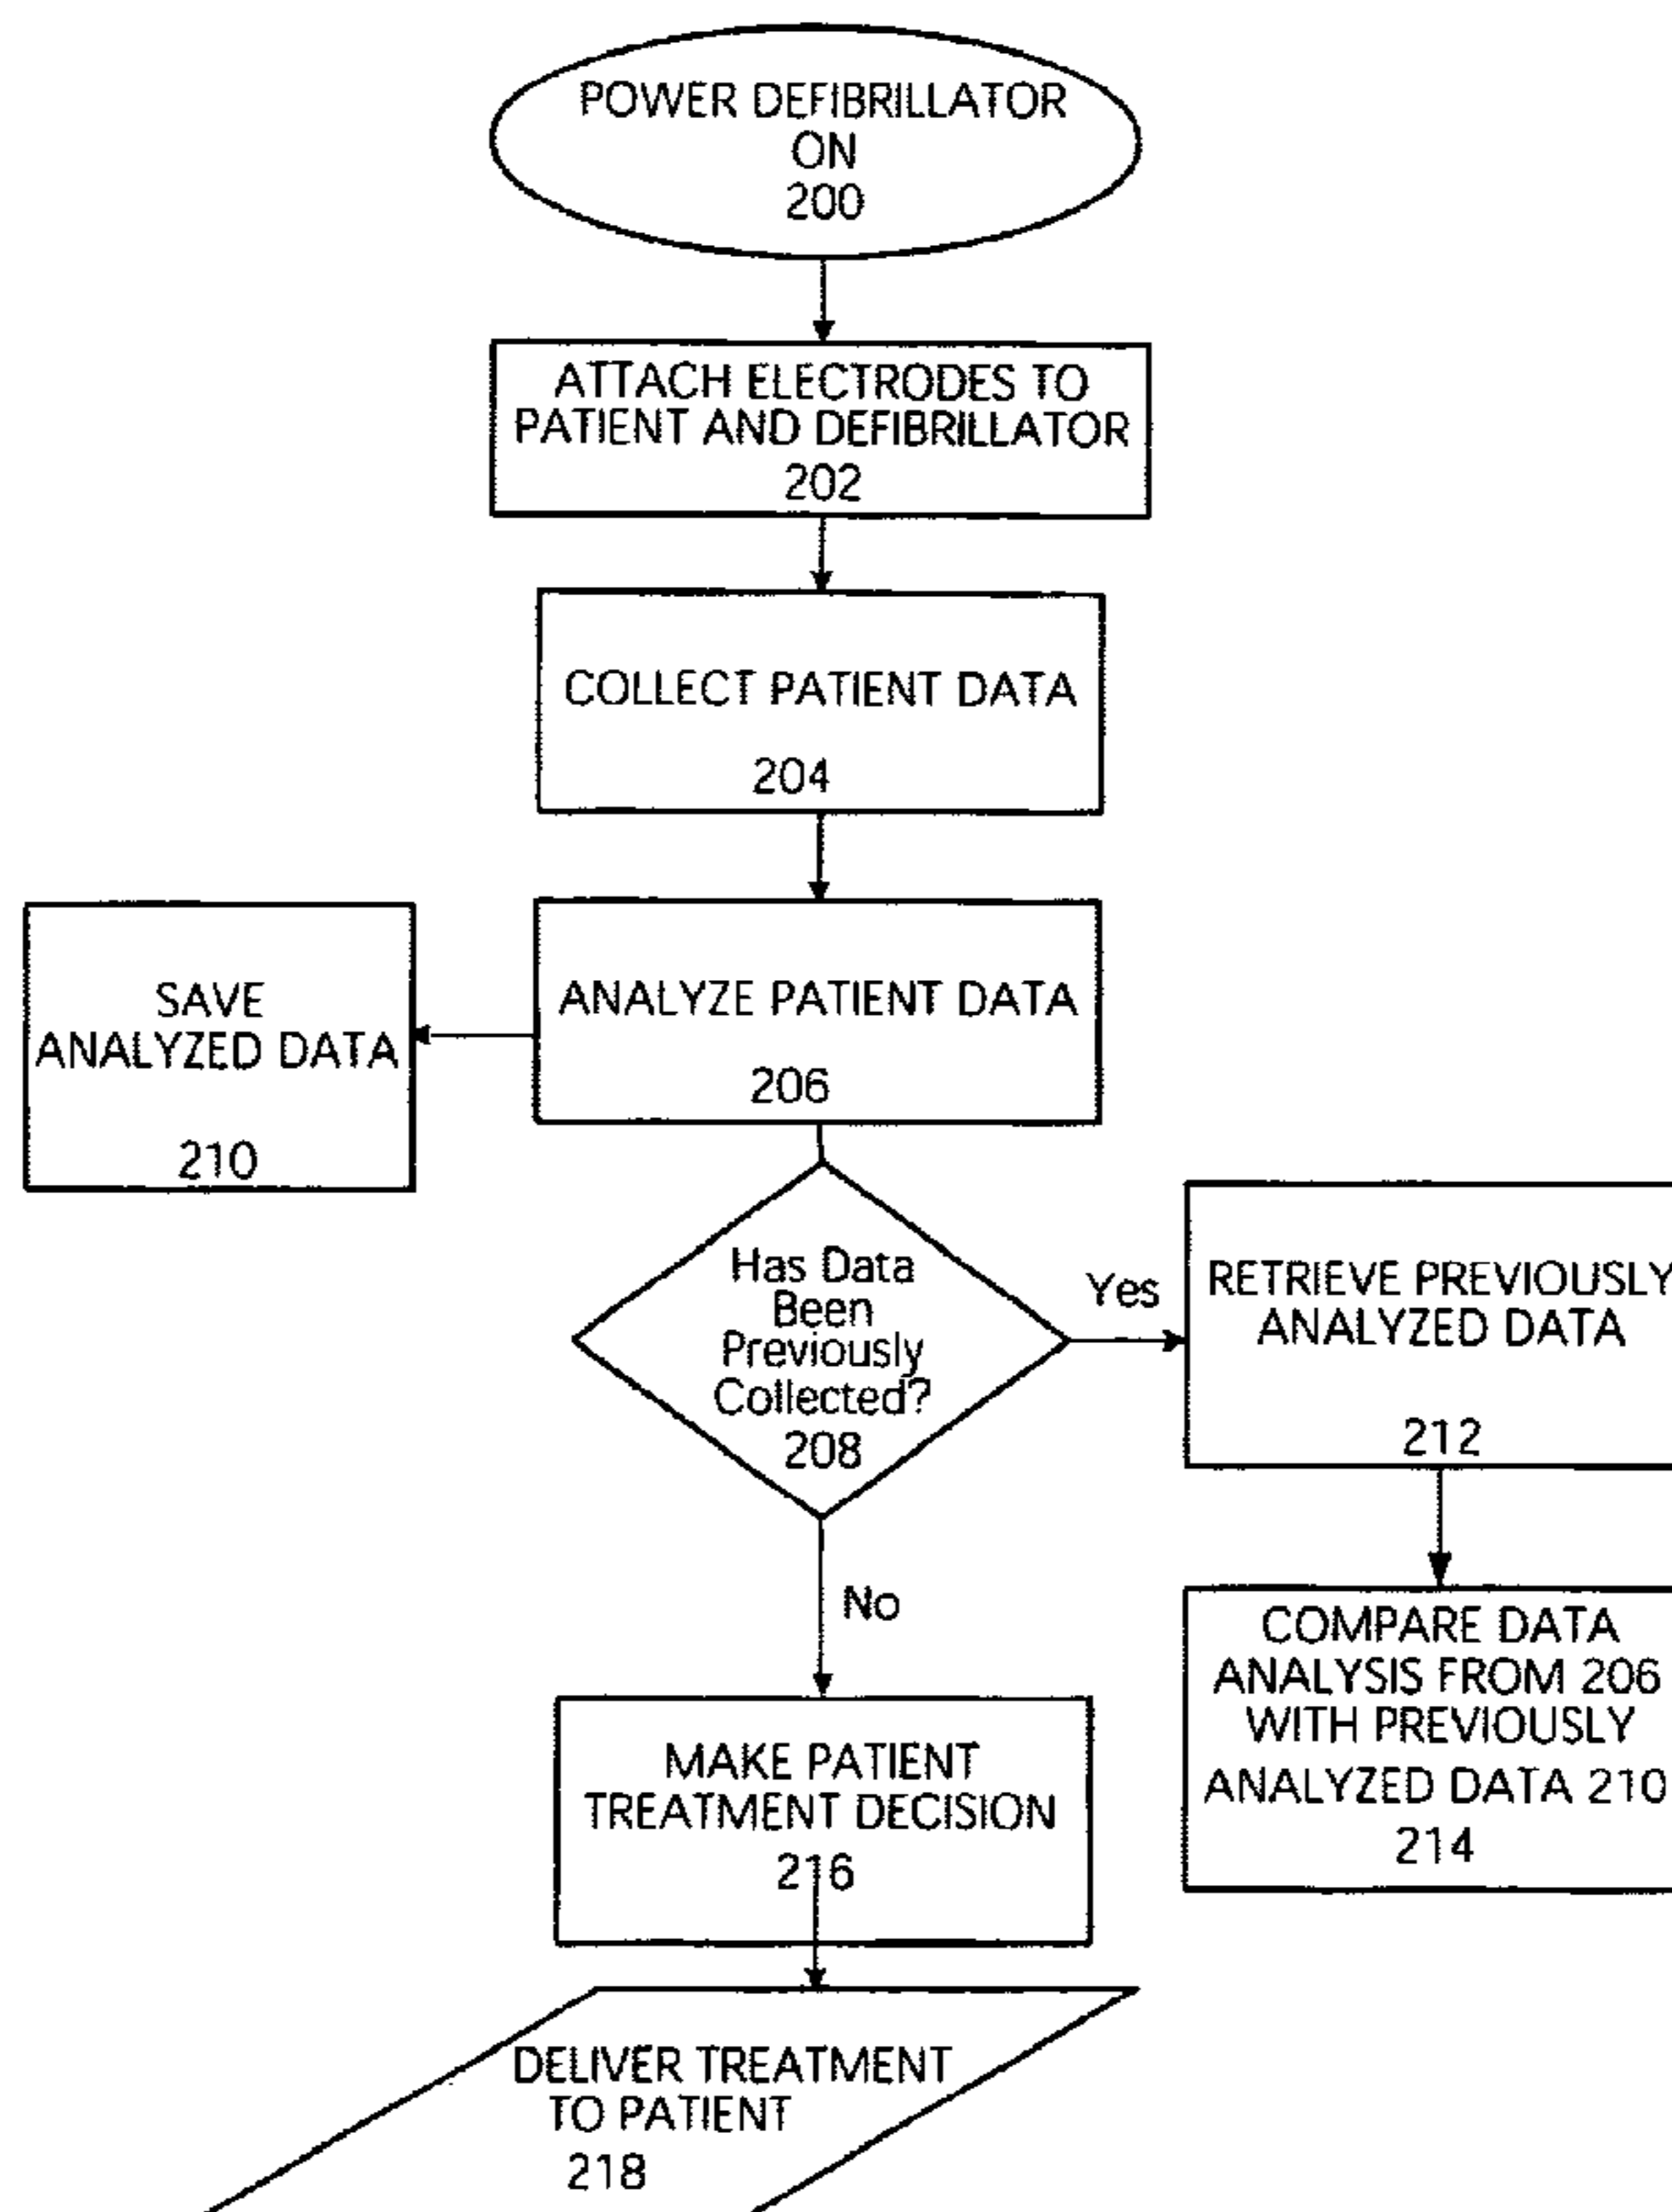 POWER DEFIBRILLATOR
ON
200
ATTACH ELECTRODES TO
PATIENT AND DEFIBRILLATOR
202
COLLECT PATIENT DATA
204
SAVE
ANALYZED DATA
210
ANALYZE PATIENT DATA
206
Has Data
Been
Previously
Collected?
208
Yes
RETRIEVE PREVIOUSLY
ANALYZED DATA
212
No
COMPARE DATA
ANALYSIS FROM 206
WITH PREVIOUSLY
ANALYZED DATA 210
214
MAKE PATIENT
TREATMENT DECISION
216
DELIVER TREATMENT
TO PATIENT
218